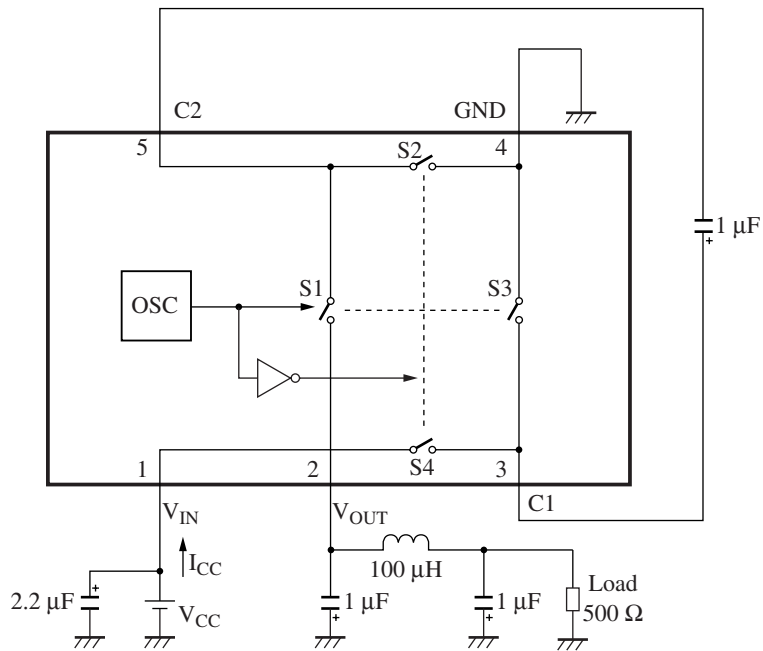 C2
GND
5
S2
4
1 µF
+
OSC
S1
S3
1
2
S4
3
C1
V_IN
V_OUT
I_CC
100 µH
2.2 µF
+
V_CC
1 µF
+
1 µF
+
Load
500 Ω